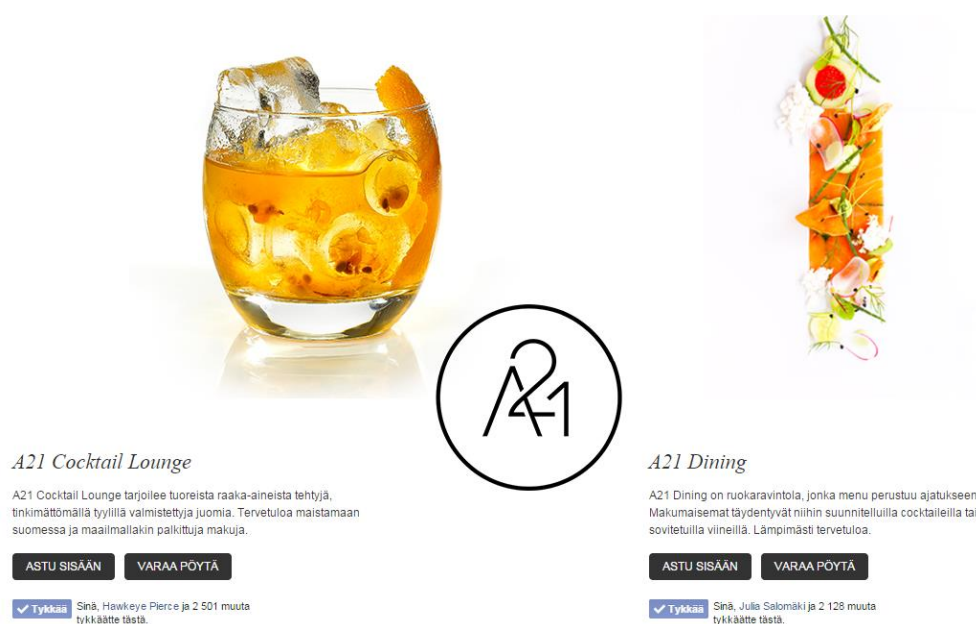 A21
A21 Cocktail Lounge
A21 Cocktail Lounge tarjoilee tuoreista raaka-aineista tehtyjä,
tinkimättömällä tyylillä valmistettyja juomia. Tervetuloa maistamaan
suomessa ja maailmallakin palkittuja makuja.
ASTU SISÄÄN
VARAA PÖYTÄ
Tykkää
Sinä, Hawkeye Pierce ja 2 501 muuta
tykkäätte tästä.
A21 Dining
A21 Dining on ruokaravintola, jonka menu perustuu ajatukseen
Makumaisemat täydentyvät niihin suunnitelluilla cocktaileilla tai
sovitetuilla viineillä. Lämpimästi tervetuloa.
ASTU SISÄÄN
VARAA PÖYTÄ
Tykkää
Sinä, Julia Salomäki ja 2 128 muuta
tykkäätte tästä.